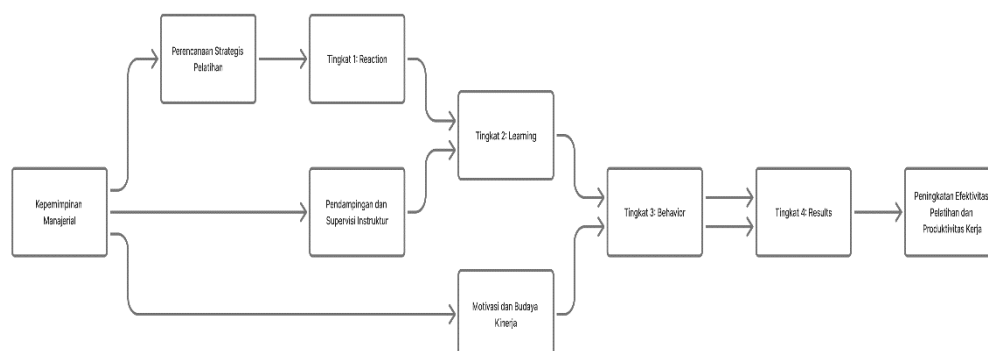 Perencanaan Strategis
Pelatihan
Tingkat 1: Reaction
Tingkat 2: Learning
Kepemimpinan
Manajerial
Pendampingan dan
Supervisi Instruktur
Tingkat 3: Behavior
Tingkat 4: Results
Peningkatan Efektivitas
Pelatihan dan
Produktivitas Kerja
Motivasi dan Budaya
Kinerja